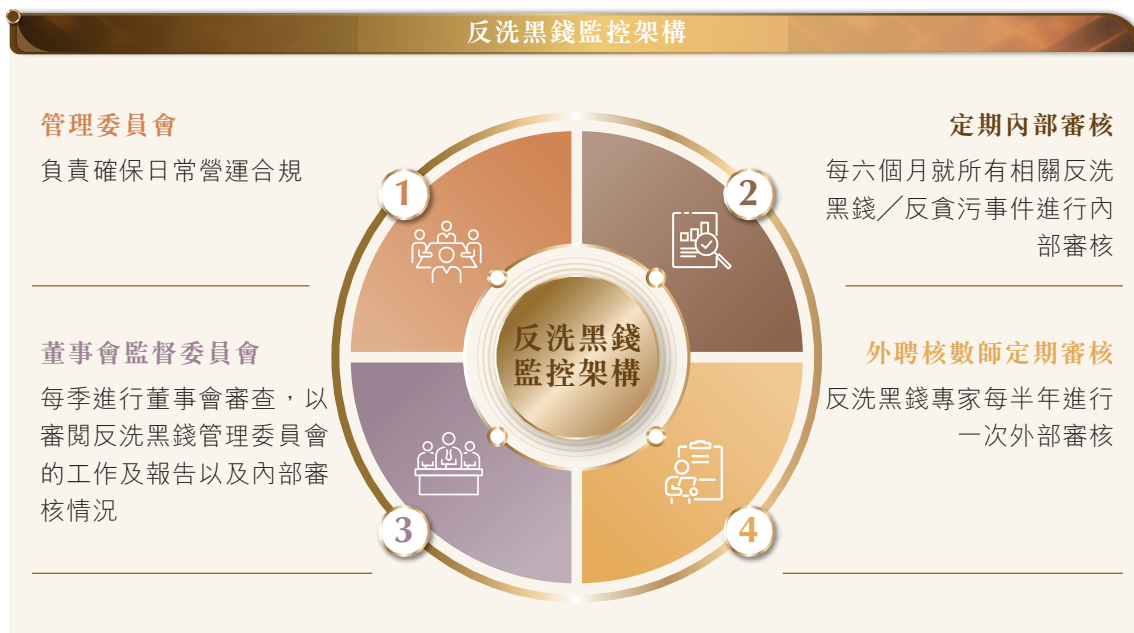 反洗黑錢監控架構
管理委員會
負責確保日常營運合規
1
定期內部審核
每六個月就所有相關反洗
黑錢╱反貪污事件進行內
部審核
2
反洗黑錢
監控架構
董事會監督委員會
每季進行董事會審查，以
審閱反洗黑錢管理委員會
的工作及報告以及內部審
核情況
3
外聘核數師定期審核
反洗黑錢專家每半年進行
一次外部審核
4